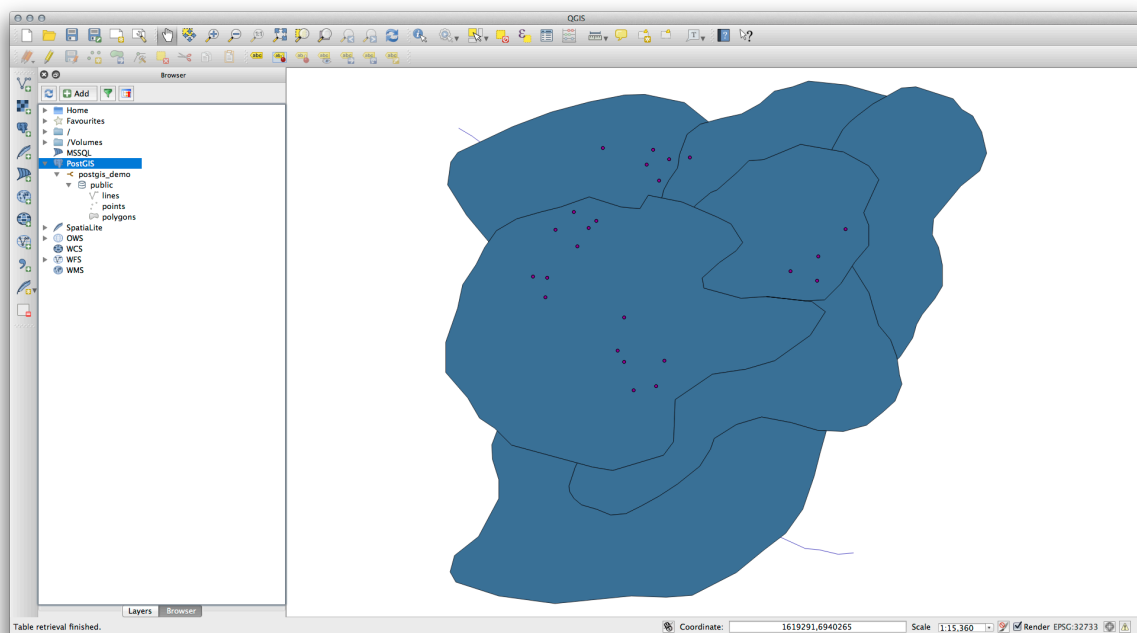 QGIS
Browser
Add
Home
Favourites
/
/Volumes
MSSQL
PostGIS
postgis_demo
public
lines
points
polygons
SpatiaLite
OWS
WCS
WFS
WMS
Layers Browser
Table retrieval finished. Coordinate: 1619291,6940265 Scale 1:15,360 Render EPSG:32733